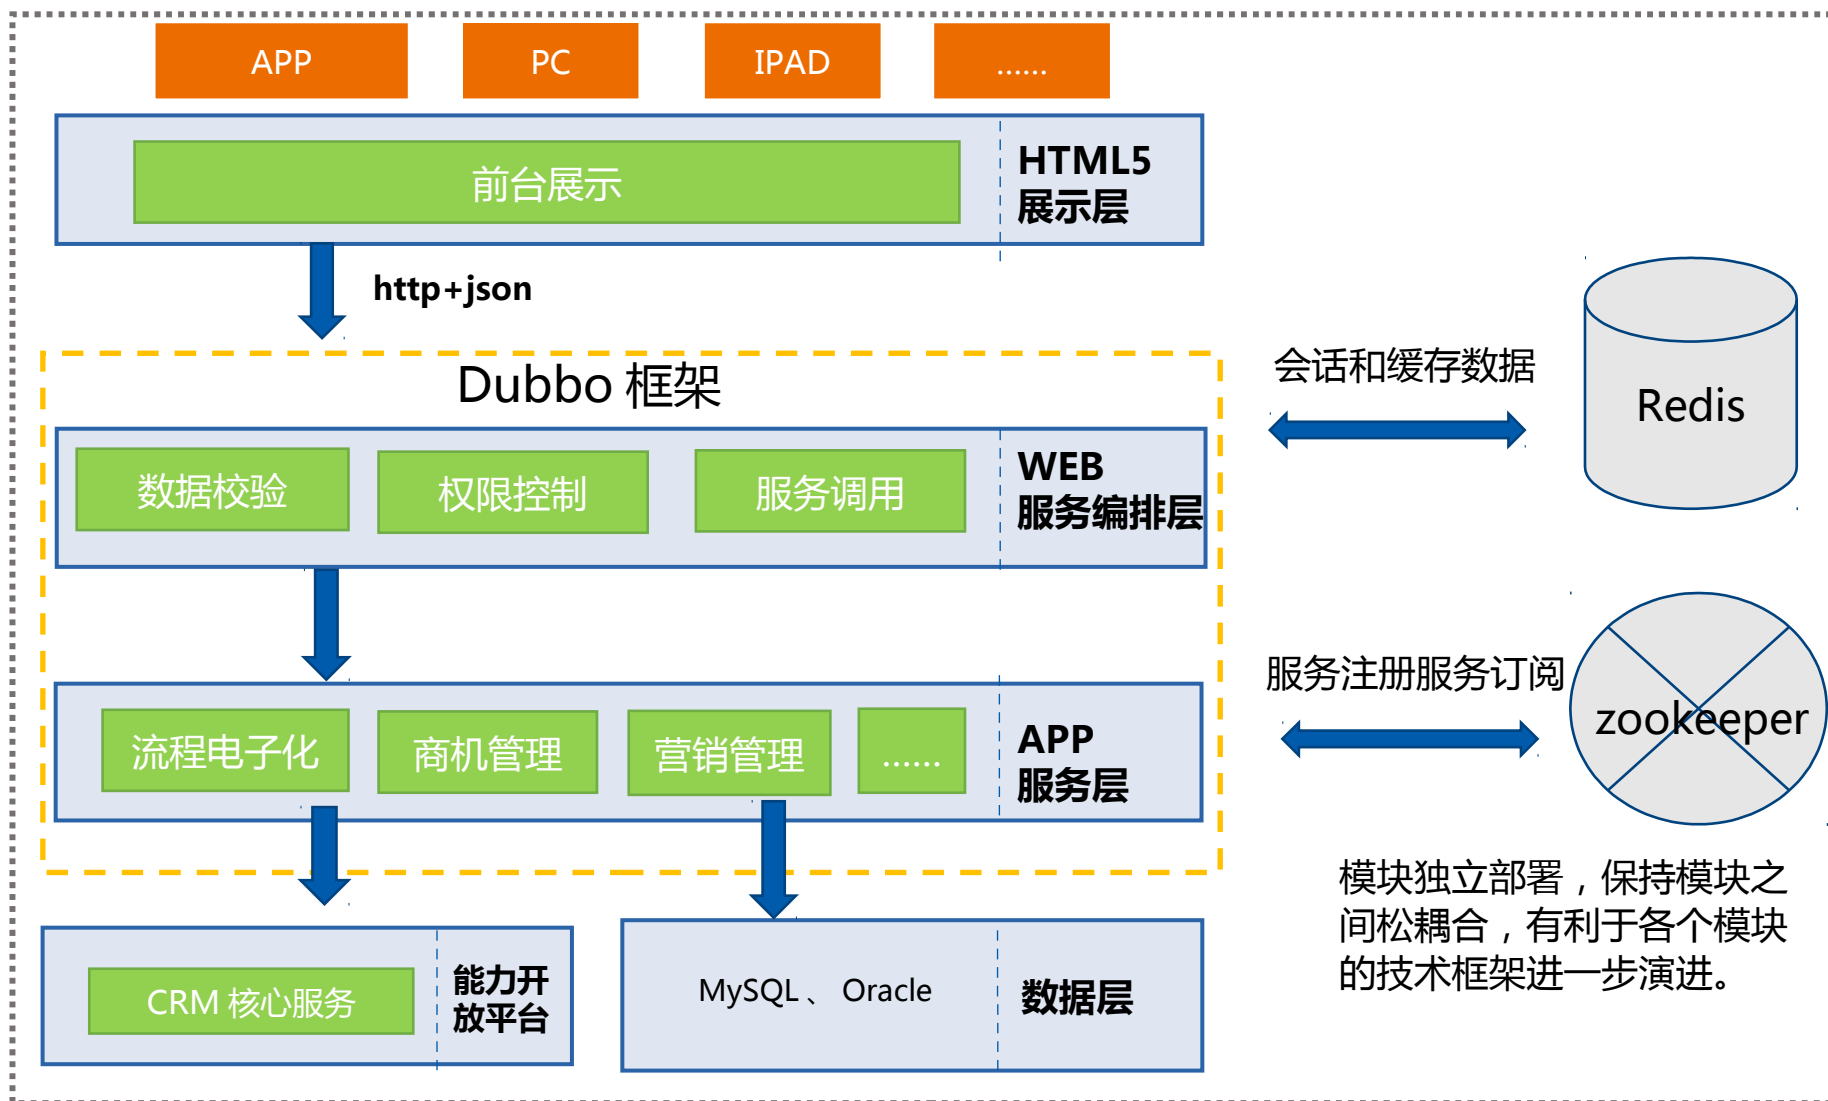 APP
PC
IPAD
......
前台展示
HTML5
展示层
http+json
Dubbo 框架
数据校验
权限控制
服务调用
WEB
服务编排层
会话和缓存数据
Redis
流程电子化
商机管理
营销管理
......
APP
服务层
服务注册服务订阅
zookeeper
CRM 核心服务
能力开
放平台
MySQL 、 Oracle
数据层
模块独立部署，保持模块之
间松耦合，有利于各个模块
的技术框架进一步演进。